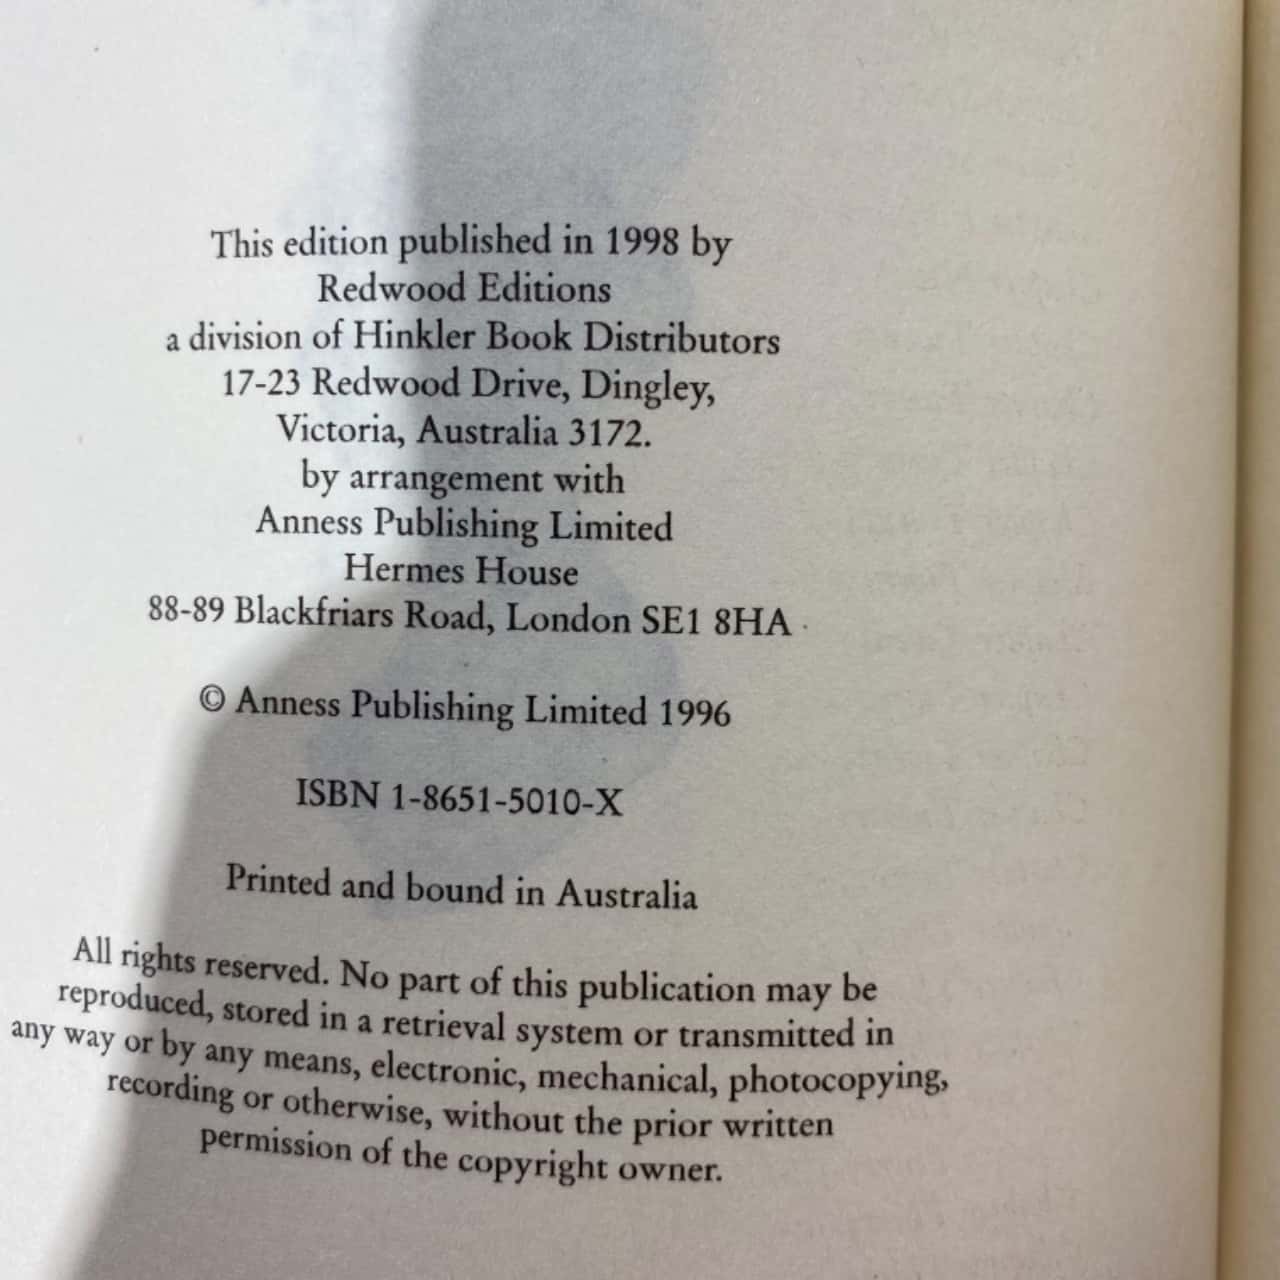 This edition published in 1998 by
Redwood Editions
a division of Hinkler Book Distributors
17-23 Redwood Drive, Dingley,
Victoria, Australia 3172.
by arrangement with
Anness Publishing Limited
Hermes House
88-89 Blackfriars Road, London SE1 8HA
© Anness Publishing Limited 1996
ISBN 1-8651-5010-X
Printed and bound in Australia
All rights reserved. No part of this publication may be
reproduced, stored in a retrieval system or transmitted in
any way or by any means, electronic, mechanical, photocopying,
recording or otherwise, without the prior written
permission of the copyright owner.